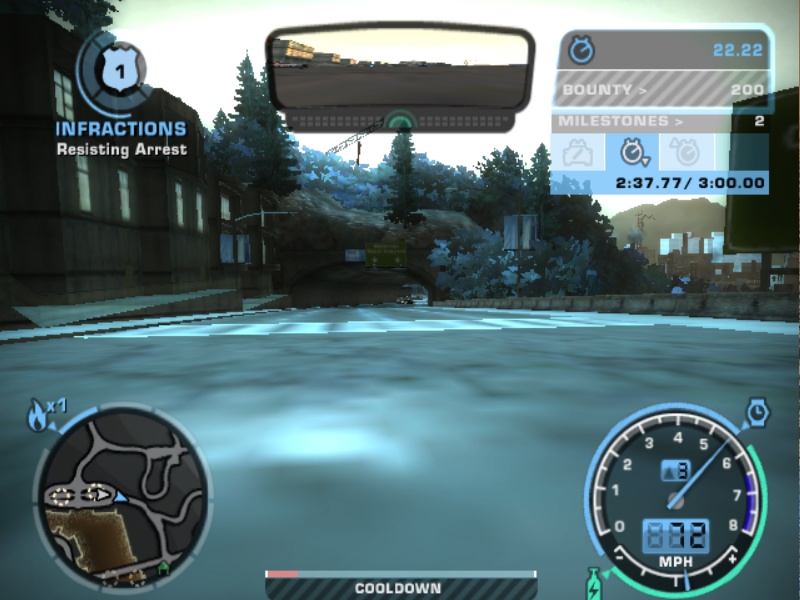 1
INFRACTIONS
Resisting Arrest
22.22
BOUNTY > 200
MILESTONES > 2
2:37.77/ 3:00.00
x1
0 1 2 3 4 5 6 7 8
3
72
MPH
COOLDOWN